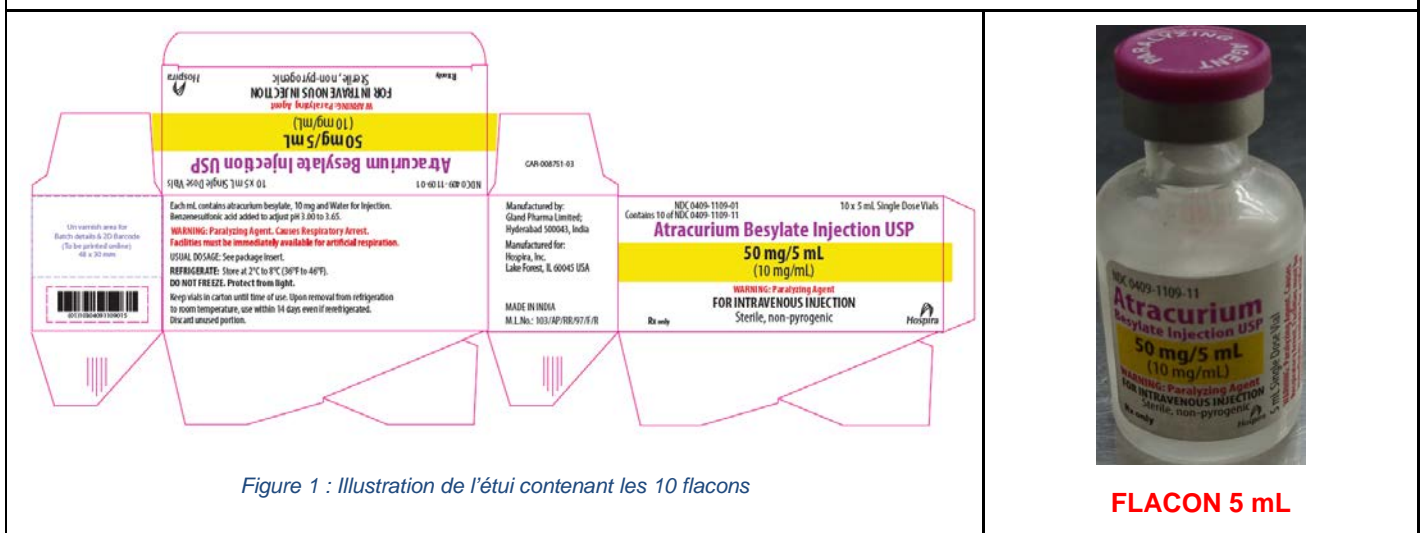 Hospira
Rx only
Sterile, non-pyrogenic
FOR INTRAVENOUS INJECTION
WARNING: Paralyzing Agent
(10 mg/mL)
50 mg/5 mL
Atracurium Besylate Injection USP
NDC 0409-1109-01
10 x 5 mL Single Dose Vials
Un varnish area for
Batch details & 2D Barcode
(To be printed online)
48 x 30 mm
Each mL contains atracurium besylate, 10 mg and Water for Injection.
Benzenesulfonic acid added to adjust pH 3.00 to 3.65.
WARNING: Paralyzing Agent. Causes Respiratory Arrest.
Facilities must be immediately available for artificial respiration.
USUAL DOSAGE: See package insert.
REFRIGERATE: Store at 2°C to 8°C (36°F to 46°F).
DO NOT FREEZE. Protect from light.
Keep vials in carton until time of use. Upon removal from refrigeration
to room temperature, use within 14 days even if rerefrigerated.
Discard unused portion.
CAR-008751-03
Manufactured by:
Gland Pharma Limited;
Hyderabad 500043, India
Manufactured for:
Hospira, Inc.
Lake Forest, IL 60045 USA
MADE IN INDIA
M.L.No.: 103/AP/RR/97/F/R
NDC 0409-1109-01
Contains 10 of NDC 0409-1109-11
10 x 5 mL Single Dose Vials
Atracurium Besylate Injection USP
50 mg/5 mL
(10 mg/mL)
WARNING: Paralyzing Agent
FOR INTRAVENOUS INJECTION
Sterile, non-pyrogenic
Rx only
Hospira
Figure 1 : Illustration de l'étui contenant les 10 flacons
PARALYZING AGENT
NDC 0409-1109-11
Atracurium
Besylate Injection USP
50 mg/5 mL
(10 mg/mL)
WARNING: Paralyzing Agent
FOR INTRAVENOUS INJECTION
Sterile, non-pyrogenic
Rx only
Hospira
5 mL Single Dose Vial
WARNING: Paralyzing Agent. Causes
FLACON 5 mL